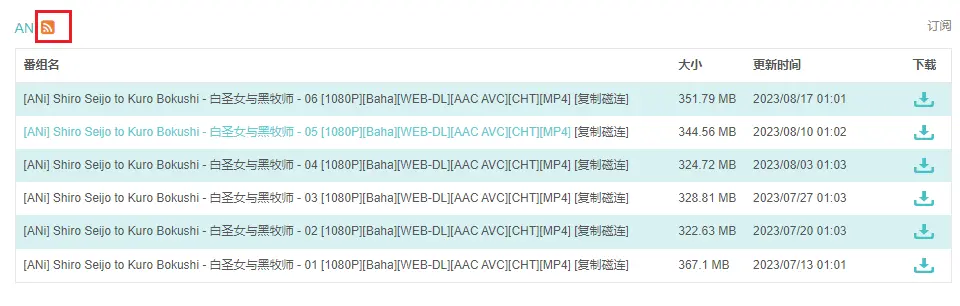 ANi 订阅
番组名 大小 更新时间 下载
[ANi] Shiro Seijo to Kuro Bokushi - 白圣女与黑牧师 - 06 [1080P][Baha][WEB-DL][AAC AVC][CHT][MP4] [复制磁连] 351.79 MB 2023/08/17 01:01
[ANi] Shiro Seijo to Kuro Bokushi - 白圣女与黑牧师 - 05 [1080P][Baha][WEB-DL][AAC AVC][CHT][MP4] [复制磁连] 344.56 MB 2023/08/10 01:02
[ANi] Shiro Seijo to Kuro Bokushi - 白圣女与黑牧师 - 04 [1080P][Baha][WEB-DL][AAC AVC][CHT][MP4] [复制磁连] 324.72 MB 2023/08/03 01:03
[ANi] Shiro Seijo to Kuro Bokushi - 白圣女与黑牧师 - 03 [1080P][Baha][WEB-DL][AAC AVC][CHT][MP4] [复制磁连] 328.81 MB 2023/07/27 01:03
[ANi] Shiro Seijo to Kuro Bokushi - 白圣女与黑牧师 - 02 [1080P][Baha][WEB-DL][AAC AVC][CHT][MP4] [复制磁连] 322.63 MB 2023/07/20 01:03
[ANi] Shiro Seijo to Kuro Bokushi - 白圣女与黑牧师 - 01 [1080P][Baha][WEB-DL][AAC AVC][CHT][MP4] [复制磁连] 367.1 MB 2023/07/13 01:01